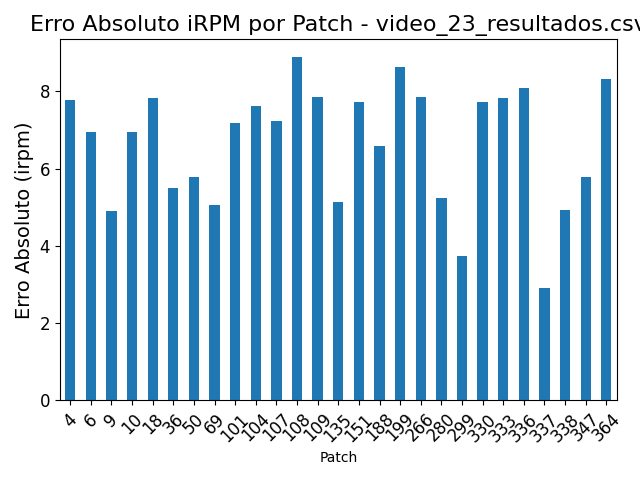 Erro Absoluto iRPM por Patch - video_23_resultados.csv
Erro Absoluto (irpm)
8
6
4
2
0
4 6 9 10 18 36 50 69 101 104 107 108 109 135 151 188 199 266 280 299 330 333 336 337 338 347 364
Patch